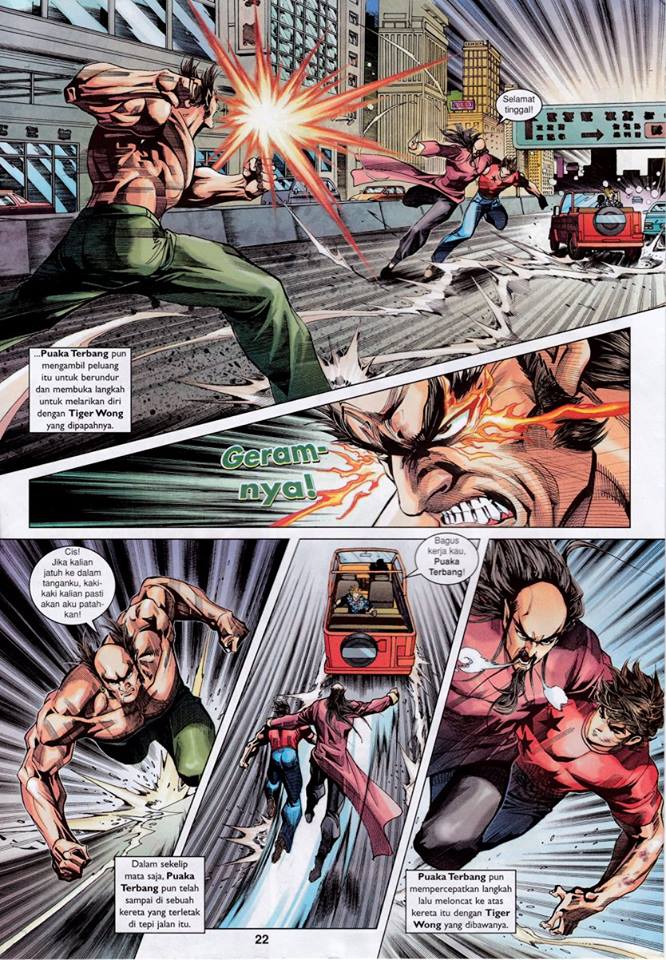 Selamat
tinggal!
...Puaka Terbang pun
mengambil peluang
itu untuk berundur
dan membuka langkah
untuk melarikan diri
dengan Tiger Wong
yang dipapahnya.
Geram-
nya!
Cis!
Jika kalian
jatuh ke dalam
tanganku, kaki-
kaki kalian pasti
akan aku patah-
kan!
Bagus
kerja kau,
Puaka
Terbang!
Dalam sekelip
mata saja, Puaka
Terbang pun telah
sampai di sebuah
kereta yang terletak
di tepi jalan itu.
Puaka Terbang pun
mempercepatkan langkah
lalu meloncat ke atas
kereta itu dengan Tiger
Wong yang dibawanya.
22